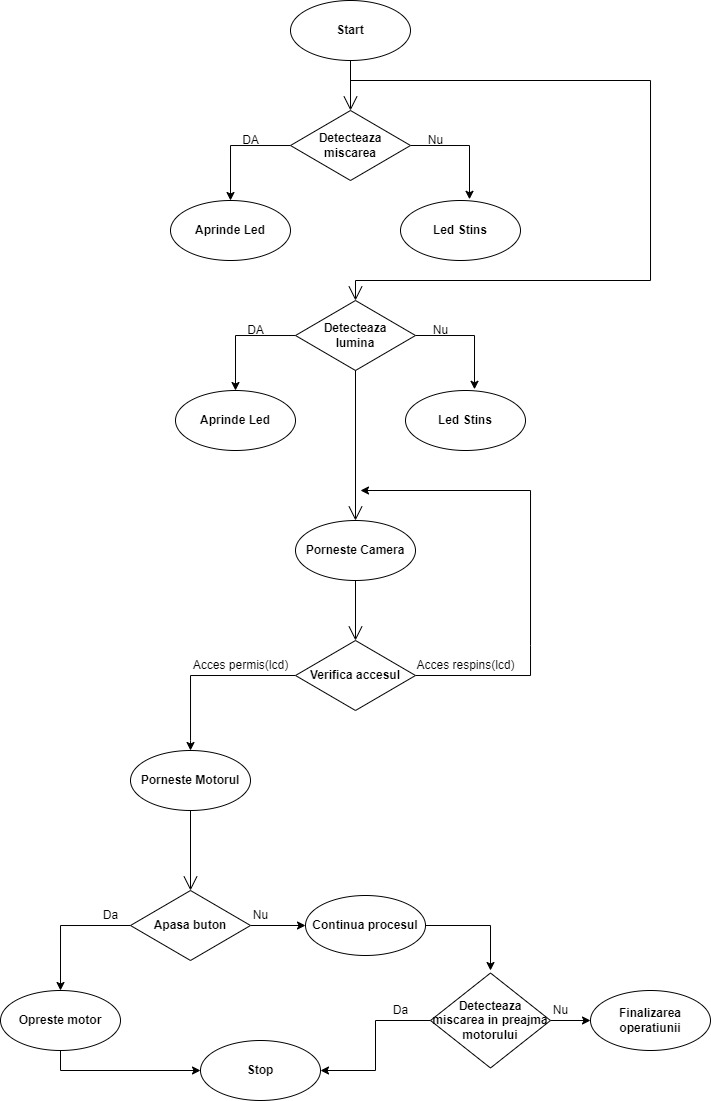 Start
Detecteaza
miscarea
DA
Nu
Aprinde Led
Led Stins
Detecteaza
lumina
DA
Nu
Aprinde Led
Led Stins
Porneste Camera
Verifica accesul
Acces permis(lcd)
Acces respins(lcd)
Porneste Motorul
Apasa buton
Da
Nu
Continua procesul
Opreste motor
Detecteaza
miscarea in preajma
motorului
Da
Nu
Finalizarea
operatiunii
Stop